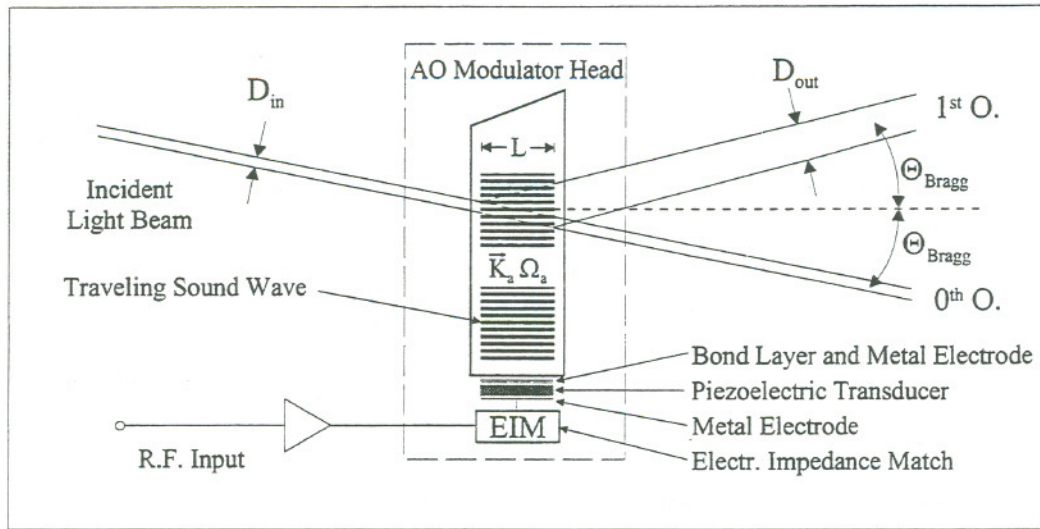 AO Modulator Head
D_in
D_out
1st O.
L
Θ_Bragg
Incident
Light Beam
K⃗_a Ω_a
Θ_Bragg
Traveling Sound Wave
0th O.
Bond Layer and Metal Electrode
Piezoelectric Transducer
Metal Electrode
EIM
Electr. Impedance Match
R.F. Input